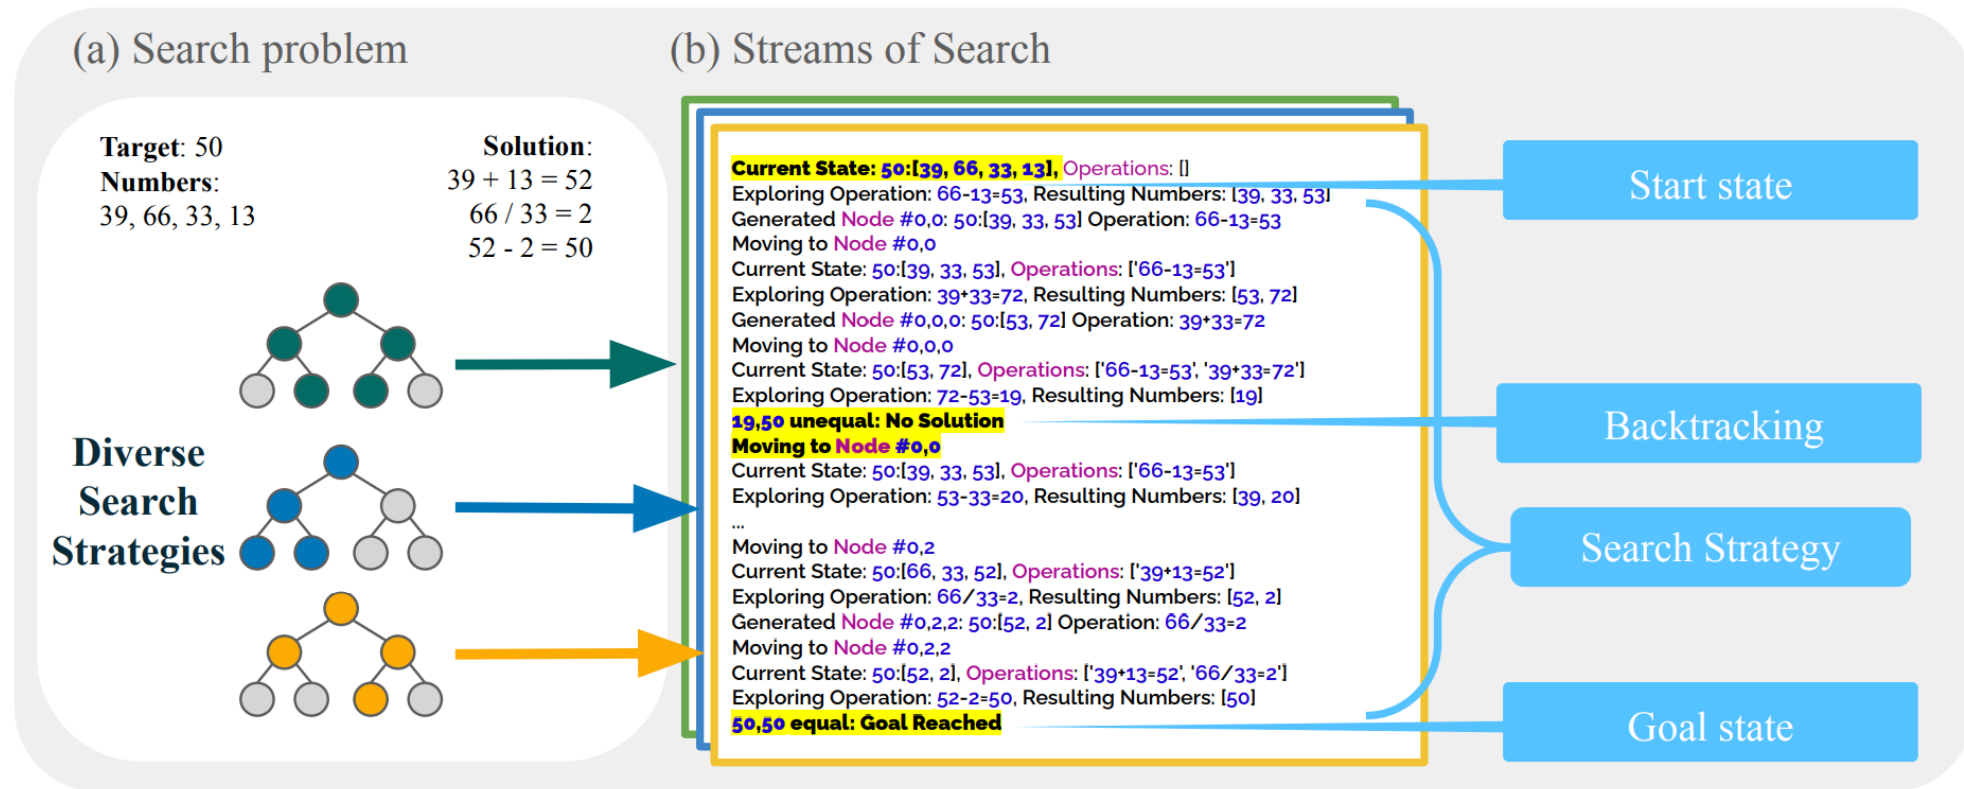 (a) Search problem
Target: 50
Numbers:
39, 66, 33, 13
Solution:
39 + 13 = 52
66 / 33 = 2
52 - 2 = 50
Diverse
Search
Strategies
(b) Streams of Search
Current State: 50:[39, 66, 33, 13], Operations: []
Exploring Operation: 66-13=53, Resulting Numbers: [39, 33, 53]
Generated Node #0,0: 50:[39, 33, 53] Operation: 66-13=53
Moving to Node #0,0
Current State: 50:[39, 33, 53], Operations: ['66-13=53']
Exploring Operation: 39+33=72, Resulting Numbers: [53, 72]
Generated Node #0,0,0: 50:[53, 72] Operation: 39+33=72
Moving to Node #0,0,0
Current State: 50:[53, 72], Operations: ['66-13=53', '39+33=72']
Exploring Operation: 72-53=19, Resulting Numbers: [19]
19,50 unequal: No Solution
Moving to Node #0,0
Current State: 50:[39, 33, 53], Operations: ['66-13=53']
Exploring Operation: 53-33=20, Resulting Numbers: [39, 20]
...
Moving to Node #0,2
Current State: 50:[66, 33, 52], Operations: ['39+13=52']
Exploring Operation: 66/33=2, Resulting Numbers: [52, 2]
Generated Node #0,2,2: 50:[52, 2] Operation: 66/33=2
Moving to Node #0,2,2
Current State: 50:[52, 2], Operations: ['39+13=52', '66/33=2']
Exploring Operation: 52-2=50, Resulting Numbers: [50]
50,50 equal: Goal Reached
Start state
Backtracking
Search Strategy
Goal state